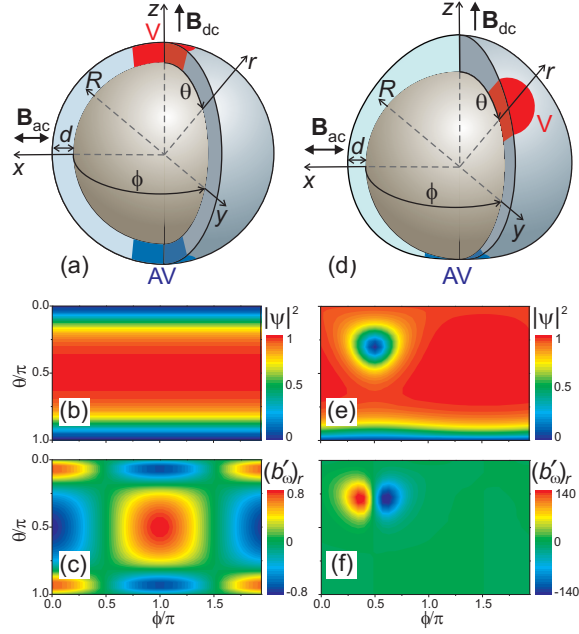 z B_dc
V
R θ r
B_ac d
x
ϕ
y
(a) AV
z B_dc
R θ r
V
B_ac d
x
ϕ
y
(d) AV
0.0 |ψ|²
1
θ/π 0.5 0.5
(b)
1.0 0
|ψ|²
1
0.5
(e)
0
0.0 (b′_ω)_r
0.8
θ/π 0.5
(c)
1.0 -0.8
0.0 0.5 1.0 1.5
ϕ/π
(b′_ω)_r
140
(f)
-140
0.0 0.5 1.0 1.5
ϕ/π